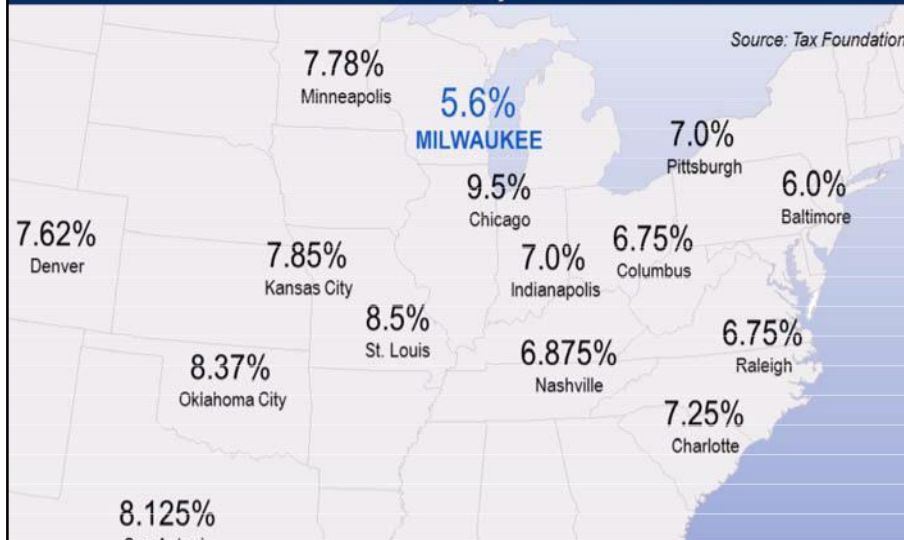 Source: Tax Foundation
7.78%
Minneapolis
5.6%
MILWAUKEE
7.0%
Pittsburgh
6.0%
Baltimore
9.5%
Chicago
7.62%
Denver
7.85%
Kansas City
7.0%
Indianapolis
6.75%
Columbus
8.5%
St. Louis
6.75%
Raleigh
6.875%
Nashville
8.37%
Oklahoma City
7.25%
Charlotte
8.125%